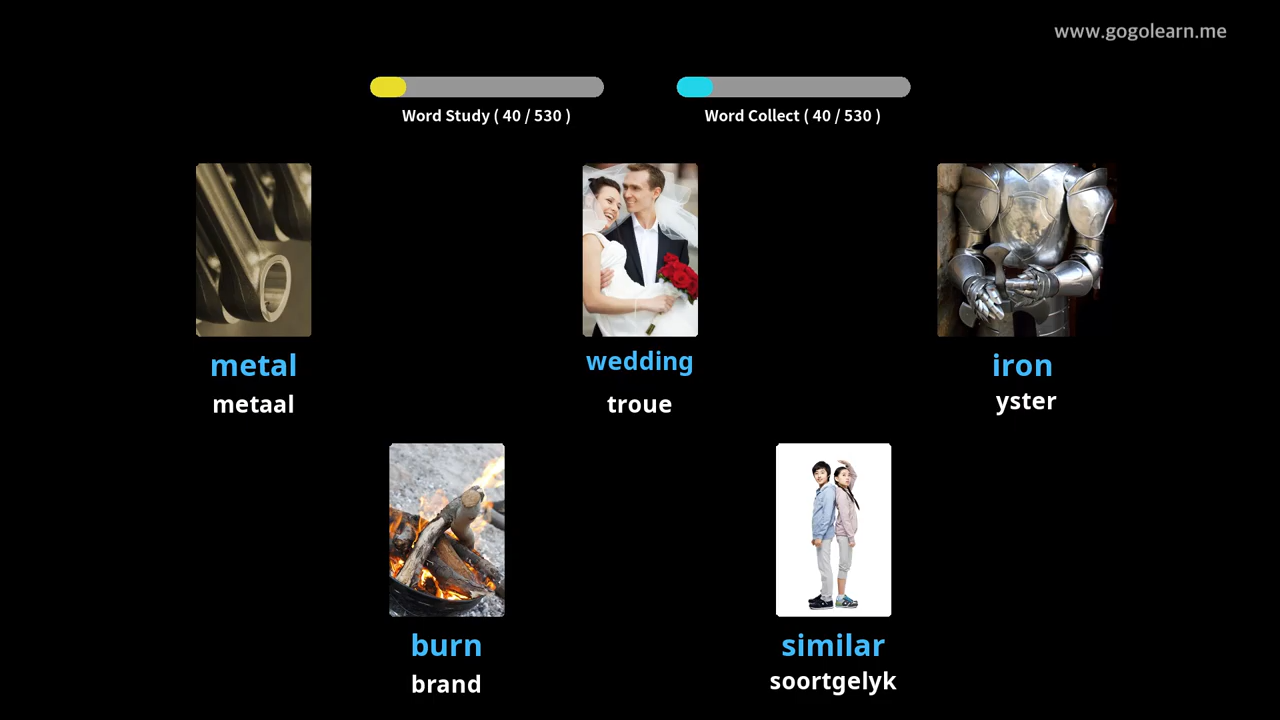 www.gogolearn.me
Word Study ( 40 / 530 )
Word Collect ( 40 / 530 )
metal
metaal
wedding
troue
iron
yster
burn
brand
similar
soortgelyk